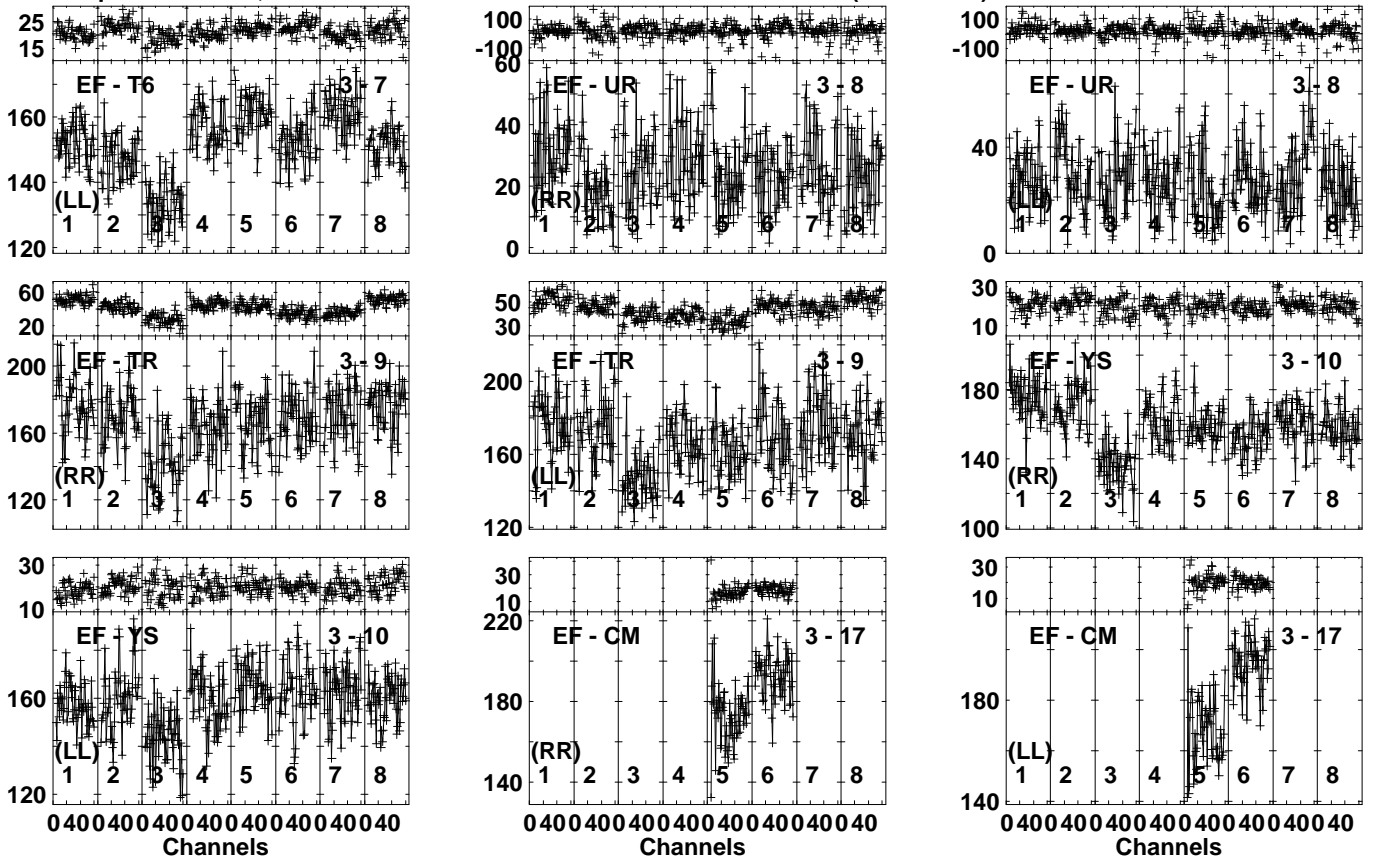 25 100 100
15 -100 -100
EF - T6 3 - 7 60 EF - UR 3 - 8 EF - UR 3 - 8
160 40 40
140 20
(LL) (RR) (LL)
1 2 3 4 5 6 7 8 1 2 3 4 5 6 7 8 1 2 3 4 5 6 7 8
120 0 0
60 50 30
20 30 10
200 EF - TR 3 - 9 200 EF - TR 3 - 9 EF - YS 3 - 10
180
160 160 140
(RR) (LL) (RR)
120 1 2 3 4 5 6 7 8 1 2 3 4 5 6 7 8 1 2 3 4 5 6 7 8
120 100
30 30 30
10 10 10
EF - YS 3 - 10 220 EF - CM 3 - 17 EF - CM 3 - 17
160 180 180
(LL) (RR) (LL)
1 2 3 4 5 6 7 8 1 2 3 4 5 6 7 8 1 2 3 4 5 6 7 8
120 140 140
0 40 0 40 0 40 0 40 0 40 0 40 0 40 0 40 0 40 0 40 0 40 0 40 0 40 0 40 0 40 0 40 0 40 0 40 0 40 0 40 0 40 0 40 0 40 0 40
Channels Channels Channels